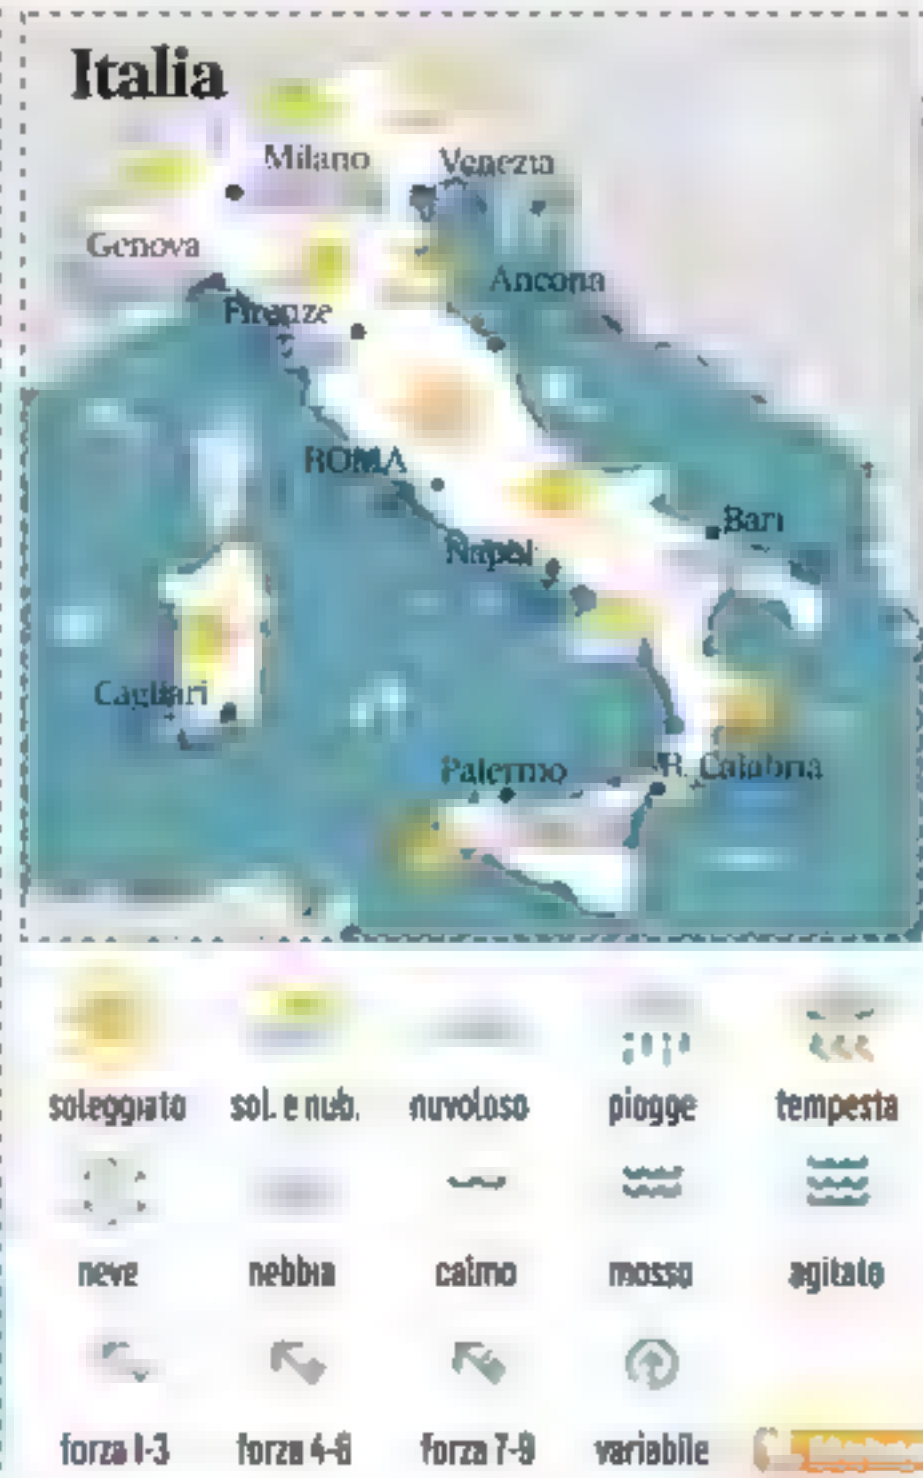 Italia
Milano
Venezia
Genova
Ancona
Firenze
ROMA
Bari
Napoli
Cagliari
Palermo
R. Calabria
soleggiato sol. e nub. nuvoloso piogge tempesta
neve nebbia calmo mosso agitato
forza 1-3 forza 4-6 forza 7-9 variabile